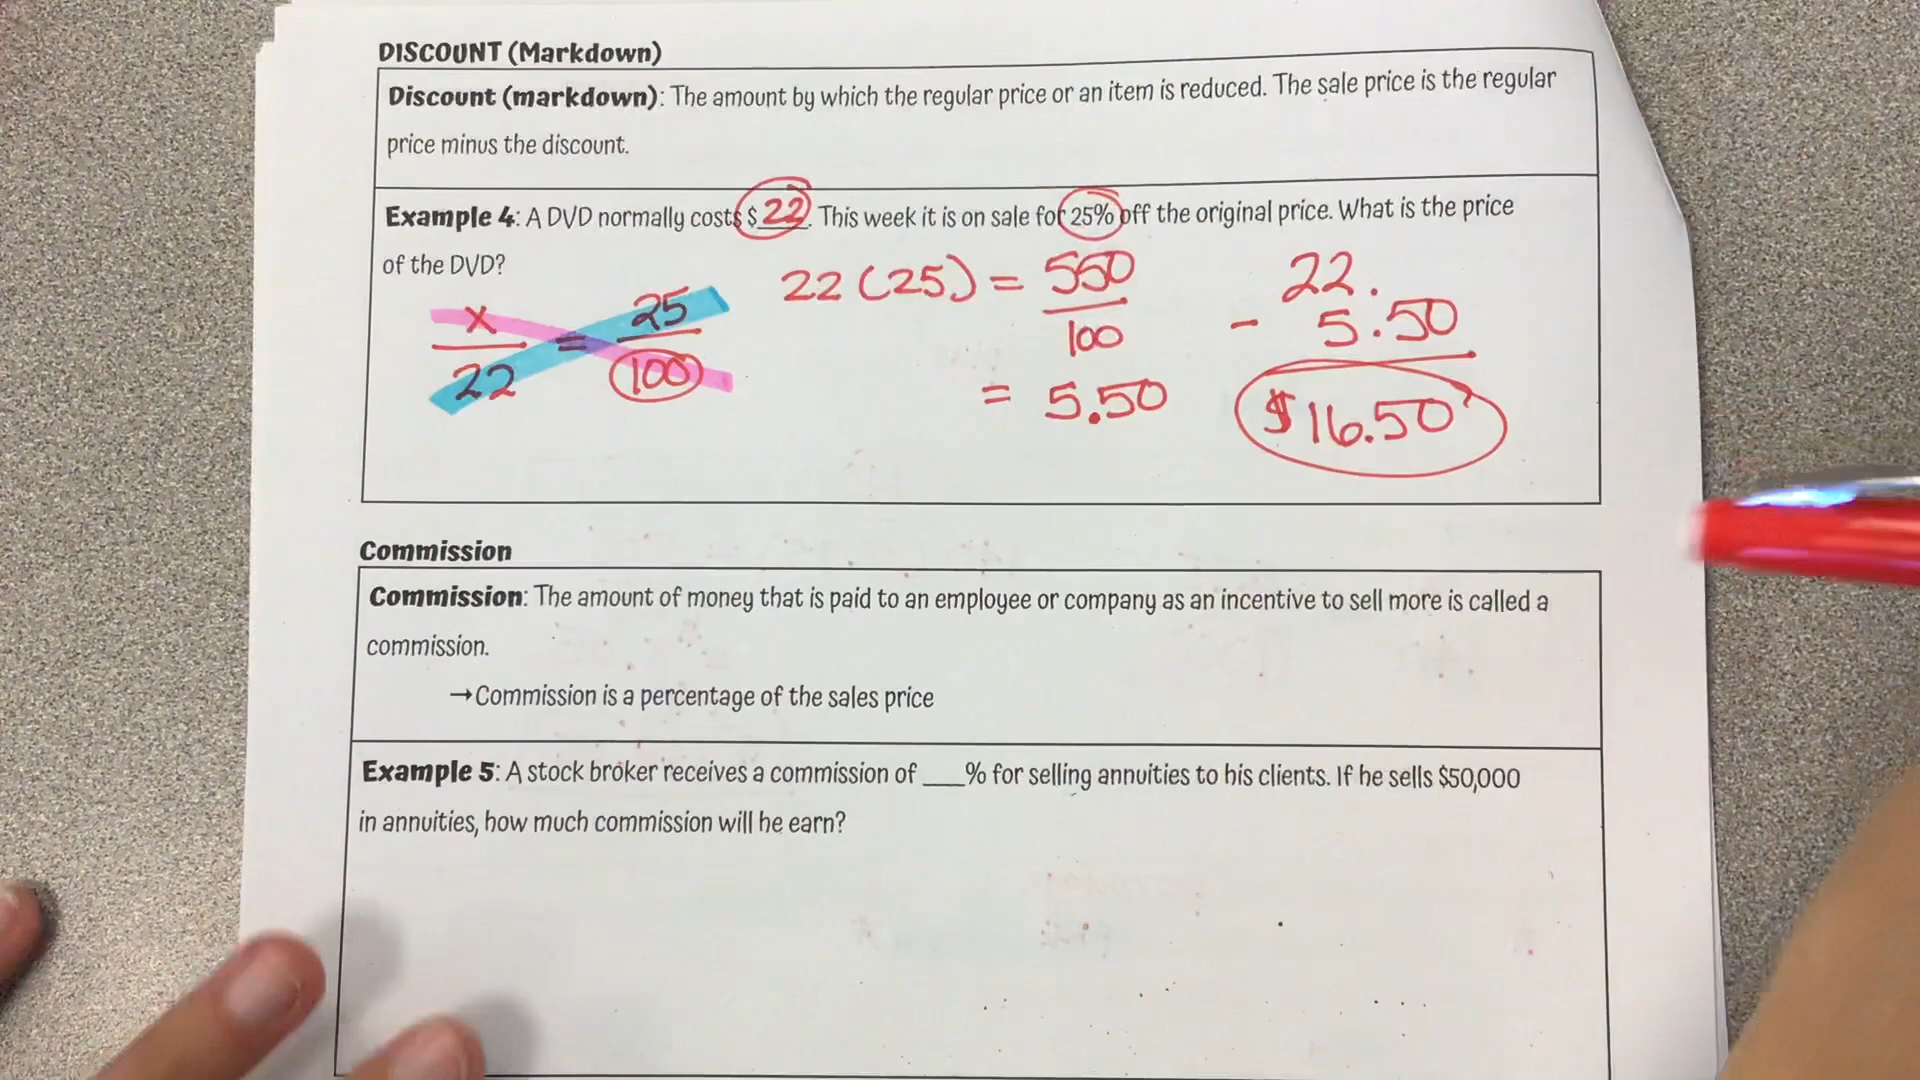 DISCOUNT (Markdown)
Discount (markdown): The amount by which the regular price or an item is reduced. The sale price is the regular
price minus the discount.
Example 4: A DVD normally costs $22. This week it is on sale for 25% off the original price. What is the price
of the DVD?
x/22 = 25/100
22 (25) = 550/100
= 5.50
22.
- 5.50
$16.50
Commission
Commission: The amount of money that is paid to an employee or company as an incentive to sell more is called a
commission.
→Commission is a percentage of the sales price
Example 5: A stock broker receives a commission of ___% for selling annuities to his clients. If he sells $50,000
in annuities, how much commission will he earn?